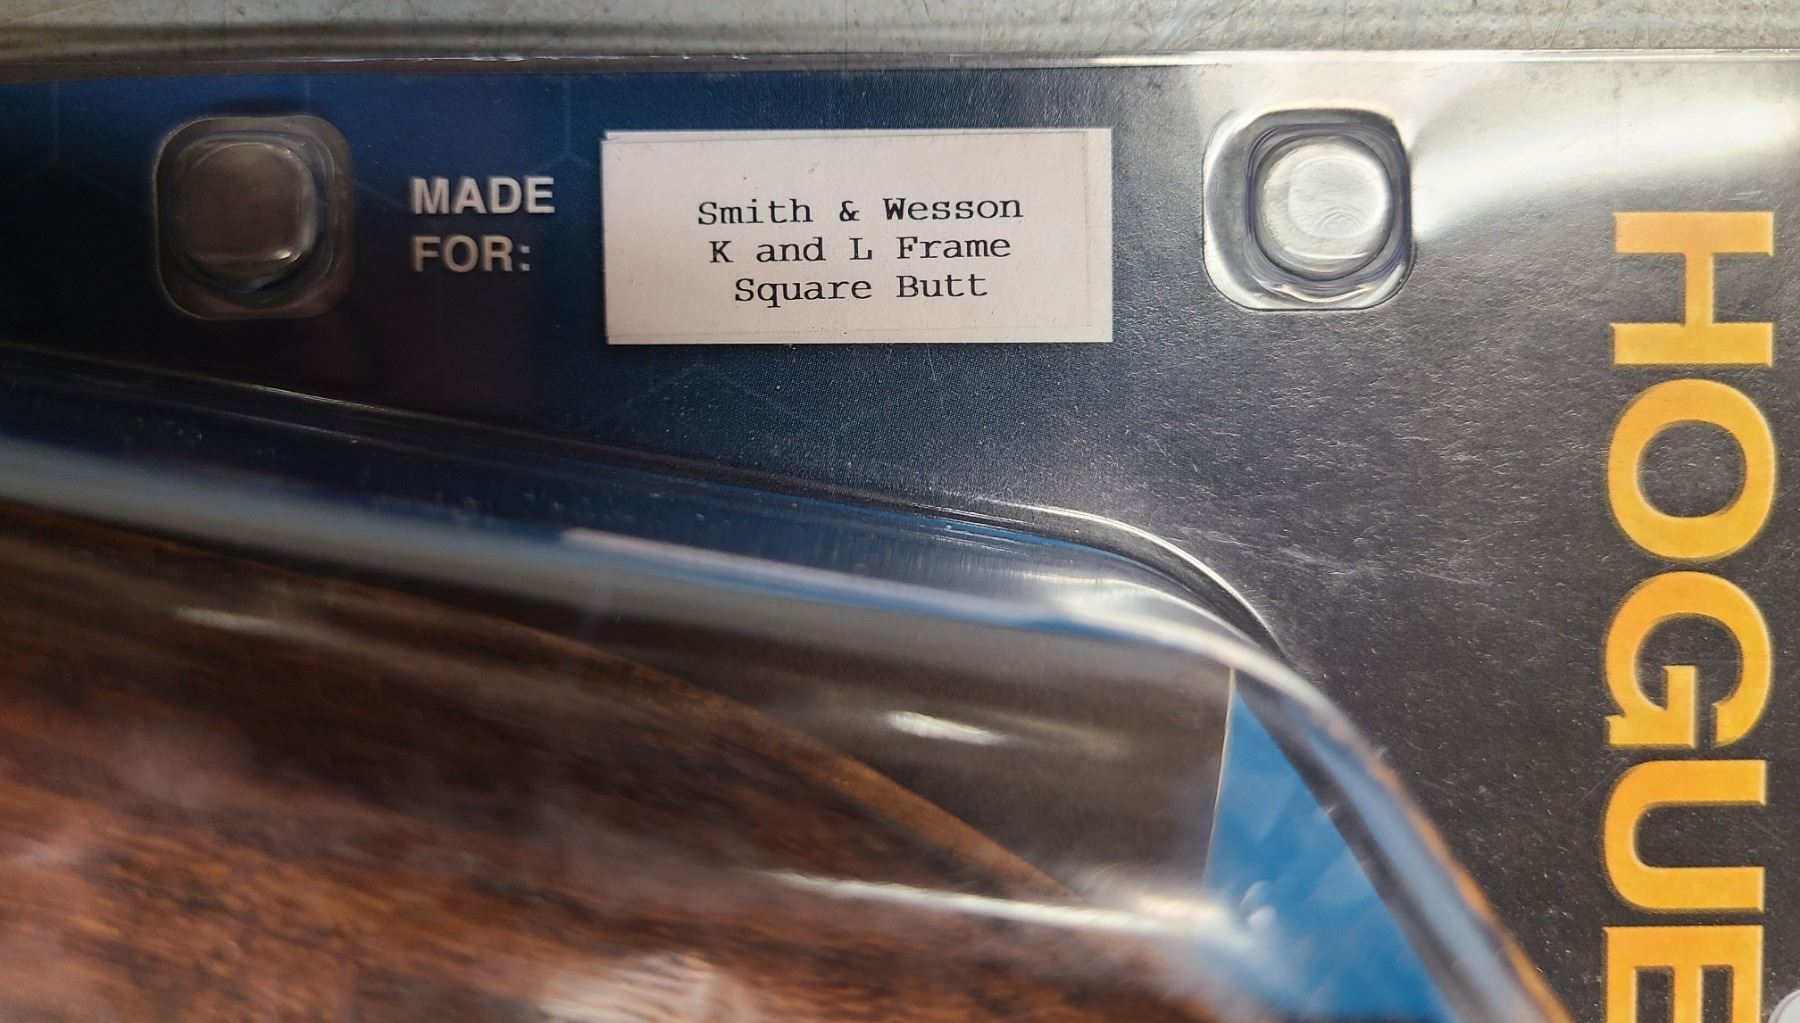 MADE
FOR:
Smith & Wesson
K and L Frame
Square Butt
HOGUE